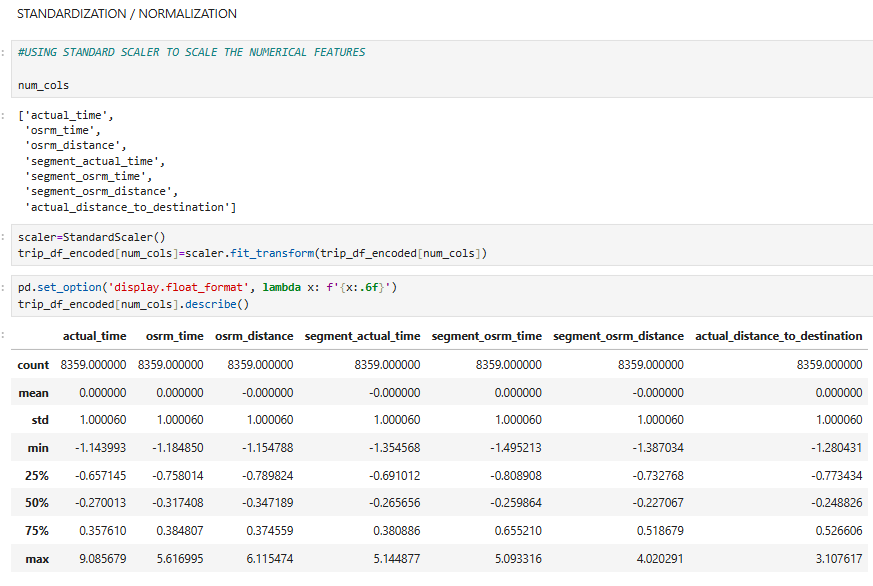 STANDARDIZATION / NORMALIZATION
:
#USING STANDARD SCALER TO SCALE THE NUMERICAL FEATURES
num_cols
:
['actual_time',
'osrm_time',
'osrm_distance',
'segment_actual_time',
'segment_osrm_time',
'segment_osrm_distance',
'actual_distance_to_destination']
:
scaler=StandardScaler()
trip_df_encoded[num_cols]=scaler.fit_transform(trip_df_encoded[num_cols])
:
pd.set_option('display.float_format', lambda x: f'{x:.6f}')
trip_df_encoded[num_cols].describe()
:
actual_time osrm_time osrm_distance segment_actual_time segment_osrm_time segment_osrm_distance actual_distance_to_destination
count 8359.000000 8359.000000 8359.000000 8359.000000 8359.000000 8359.000000 8359.000000
mean 0.000000 0.000000 -0.000000 -0.000000 0.000000 -0.000000 0.000000
std 1.000060 1.000060 1.000060 1.000060 1.000060 1.000060 1.000060
min -1.143993 -1.184850 -1.154788 -1.354568 -1.495213 -1.387034 -1.280431
25% -0.657145 -0.758014 -0.789824 -0.691012 -0.808908 -0.732768 -0.773434
50% -0.270013 -0.317408 -0.347189 -0.265656 -0.259864 -0.227067 -0.248826
75% 0.357610 0.384807 0.374559 0.380886 0.655210 0.518679 0.526606
max 9.085679 5.616995 6.115474 5.144877 5.093316 4.020291 3.107617